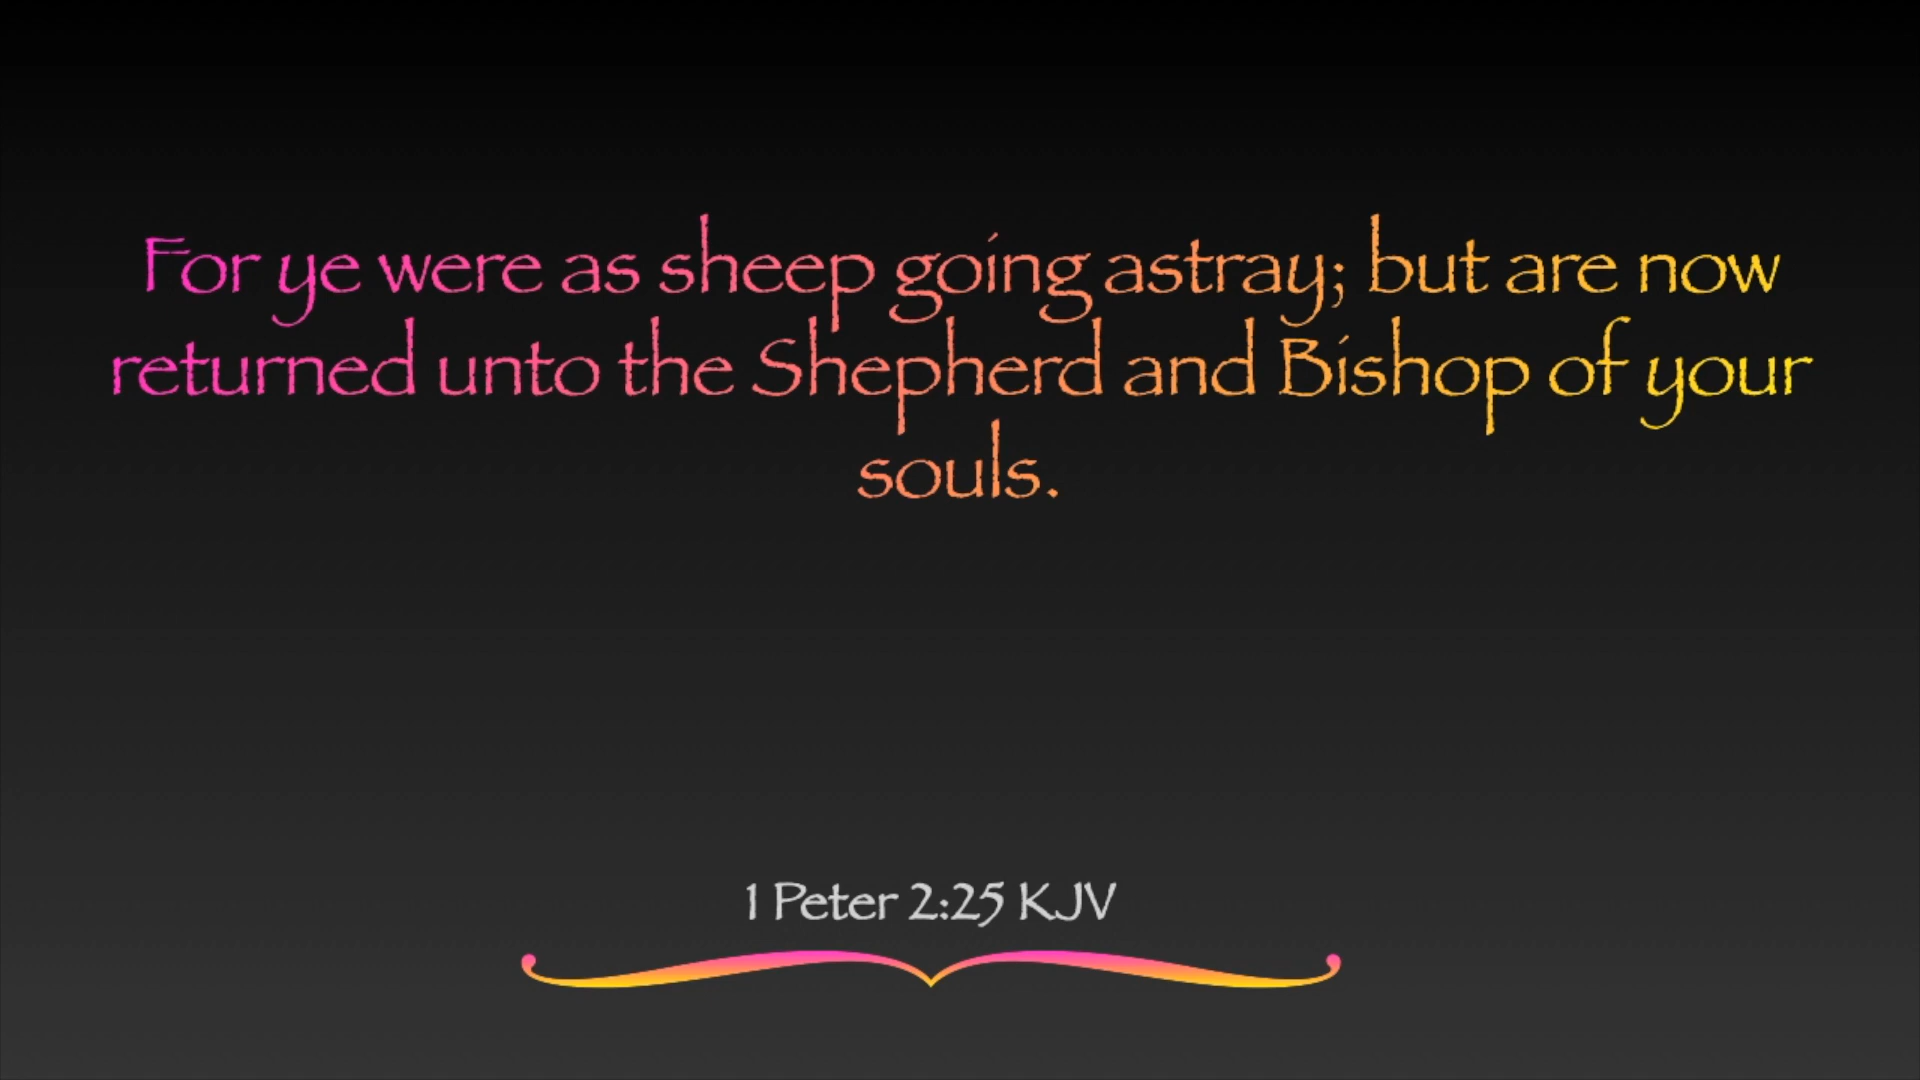 For ye were as sheep going astray; but are now
returned unto the Shepherd and Bishop of your
souls.
1 Peter 2:25 KJV